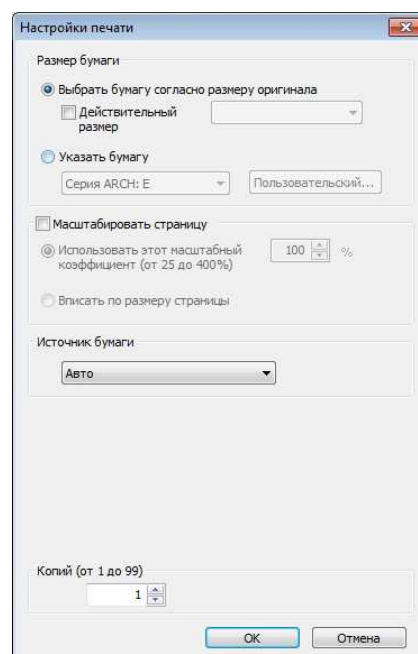 Настройки печати
Размер бумаги
Выбрать бумагу согласно размеру оригинала
Действительный
размер
Указать бумагу
Серия ARCH: E Пользовательский...
Масштабировать страницу
Использовать этот масштабный 100 %
коэффициент (от 25 до 400%)
Вписать по размеру страницы
Источник бумаги
Авто
Копий (от 1 до 99)
1
OK Отмена